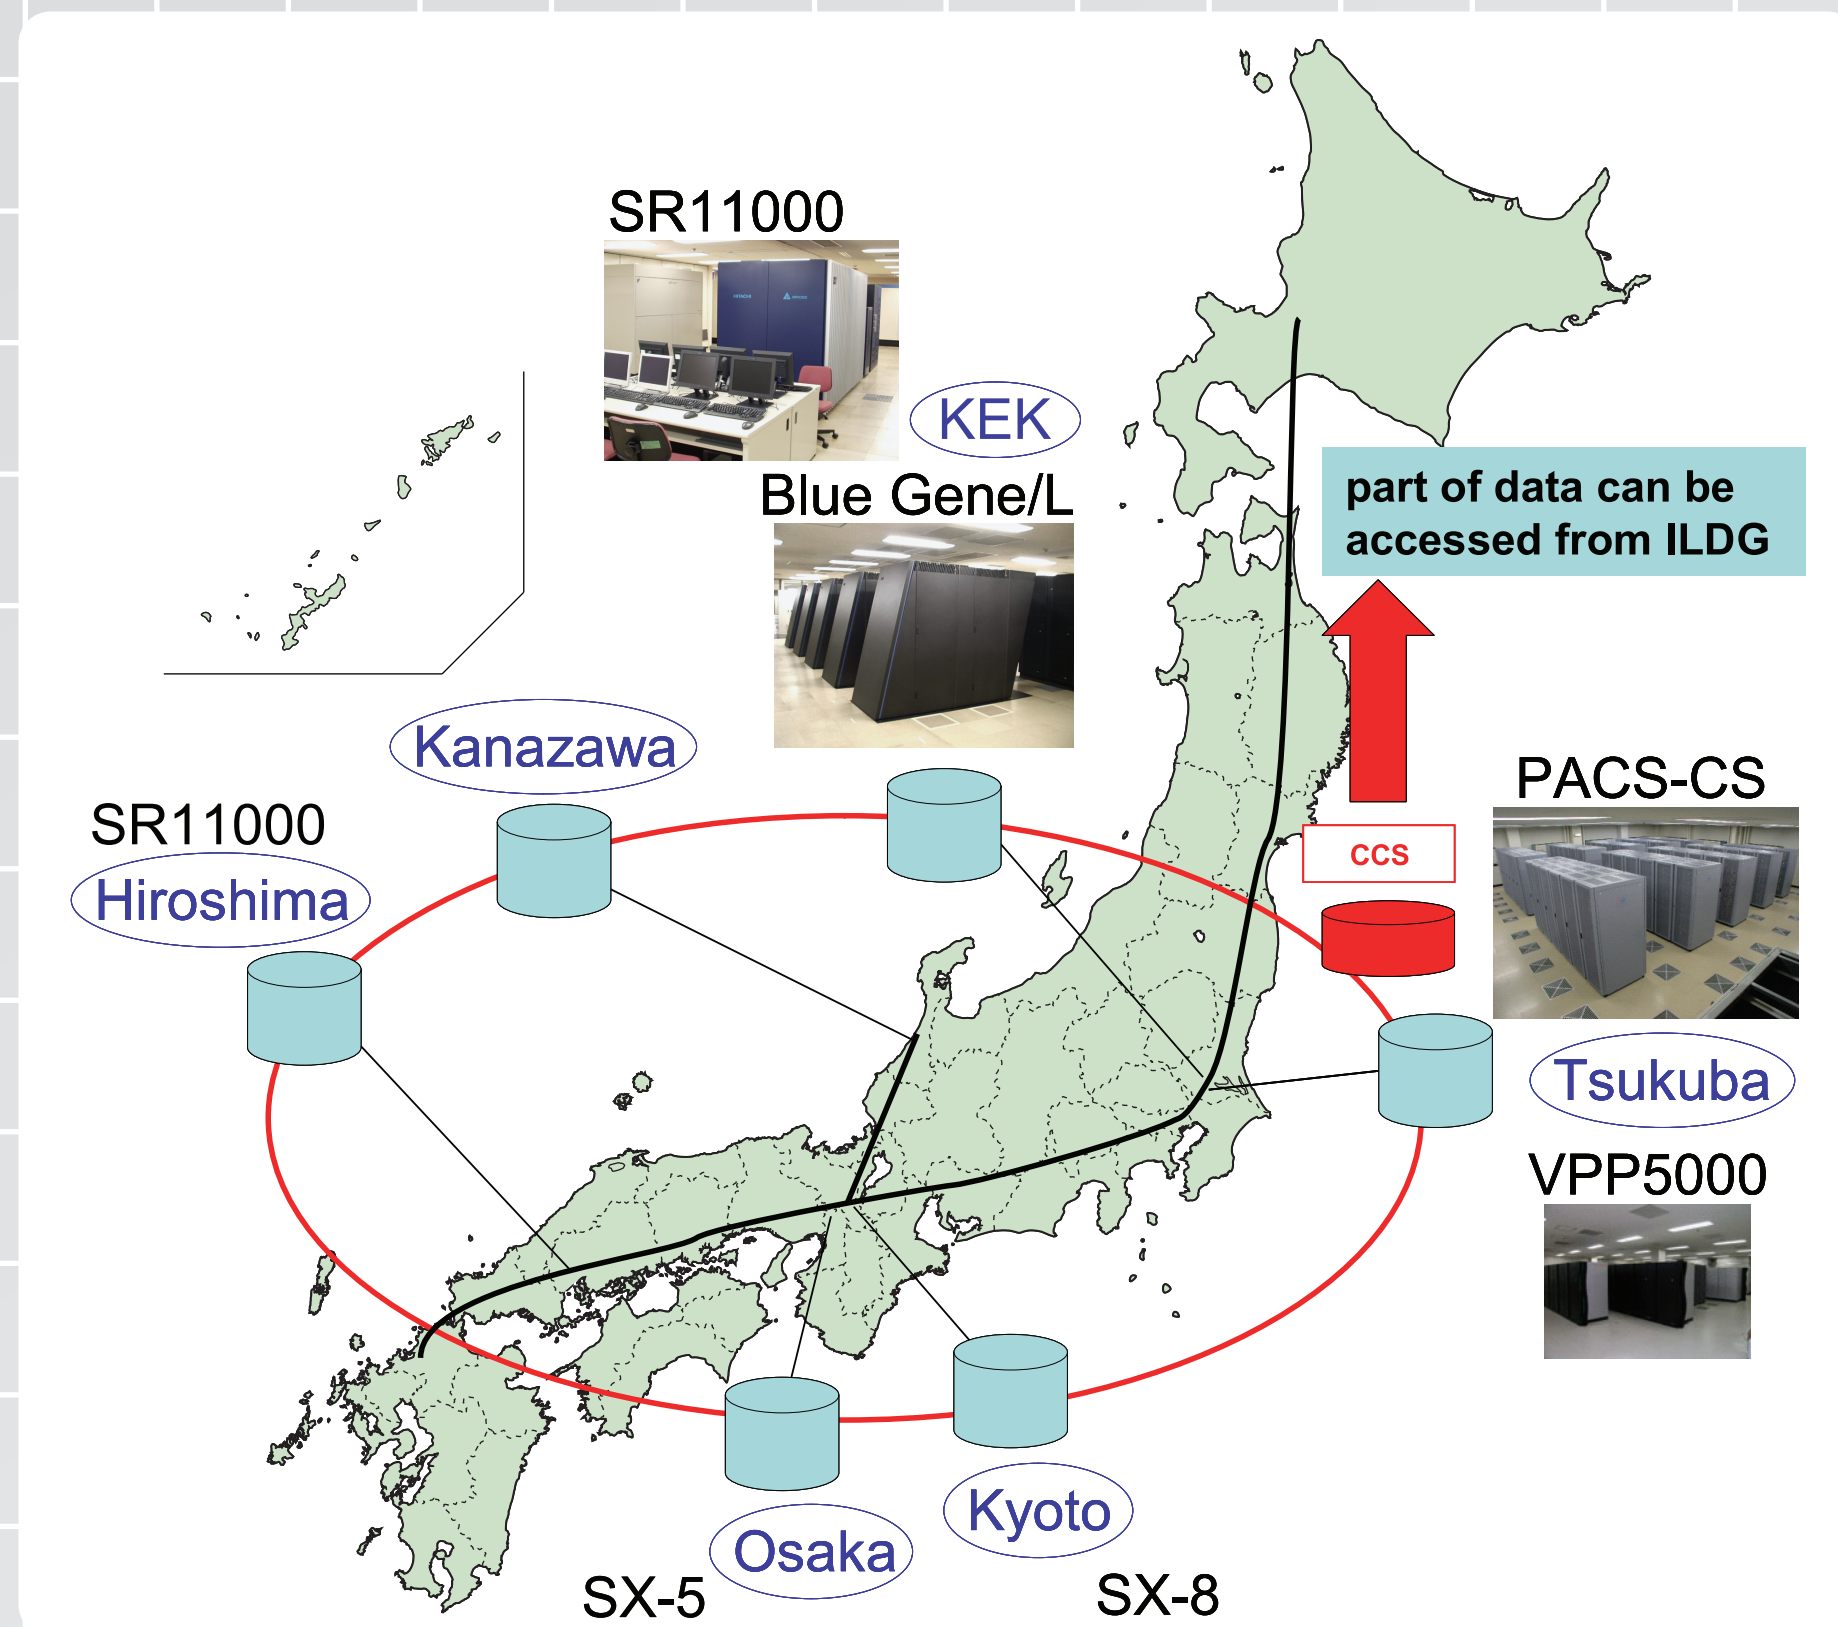 SR11000
HITACHI
KEK
Blue Gene/L
part of data can be
accessed from ILDG
Kanazawa
PACS-CS
SR11000
CCS
Hiroshima
Tsukuba
VPP5000
Kyoto
Osaka
SX-5
SX-8